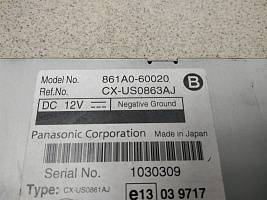 Model No. 861A0-60020 B
Ref.No. CX-US0863AJ
DC 12V Negative Ground
Panasonic Corporation Made in Japan
Serial No. 1030309
Type: CX-US0861AJ e13 03 9717